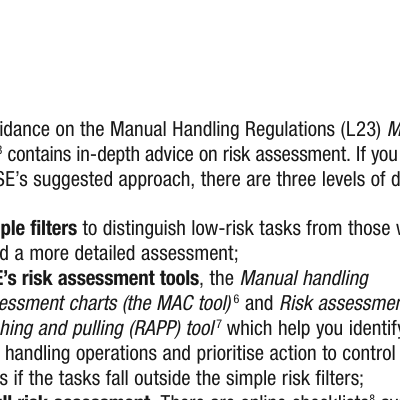 idance on the Manual Handling Regulations (L23) M
3 contains in-depth advice on risk assessment. If you
SE's suggested approach, there are three levels of d
ple filters to distinguish low-risk tasks from those w
d a more detailed assessment;
E's risk assessment tools, the Manual handling
essment charts (the MAC tool)6 and Risk assessmen
hing and pulling (RAPP) tool7 which help you identify
handling operations and prioritise action to control
s if the tasks fall outside the simple risk filters;